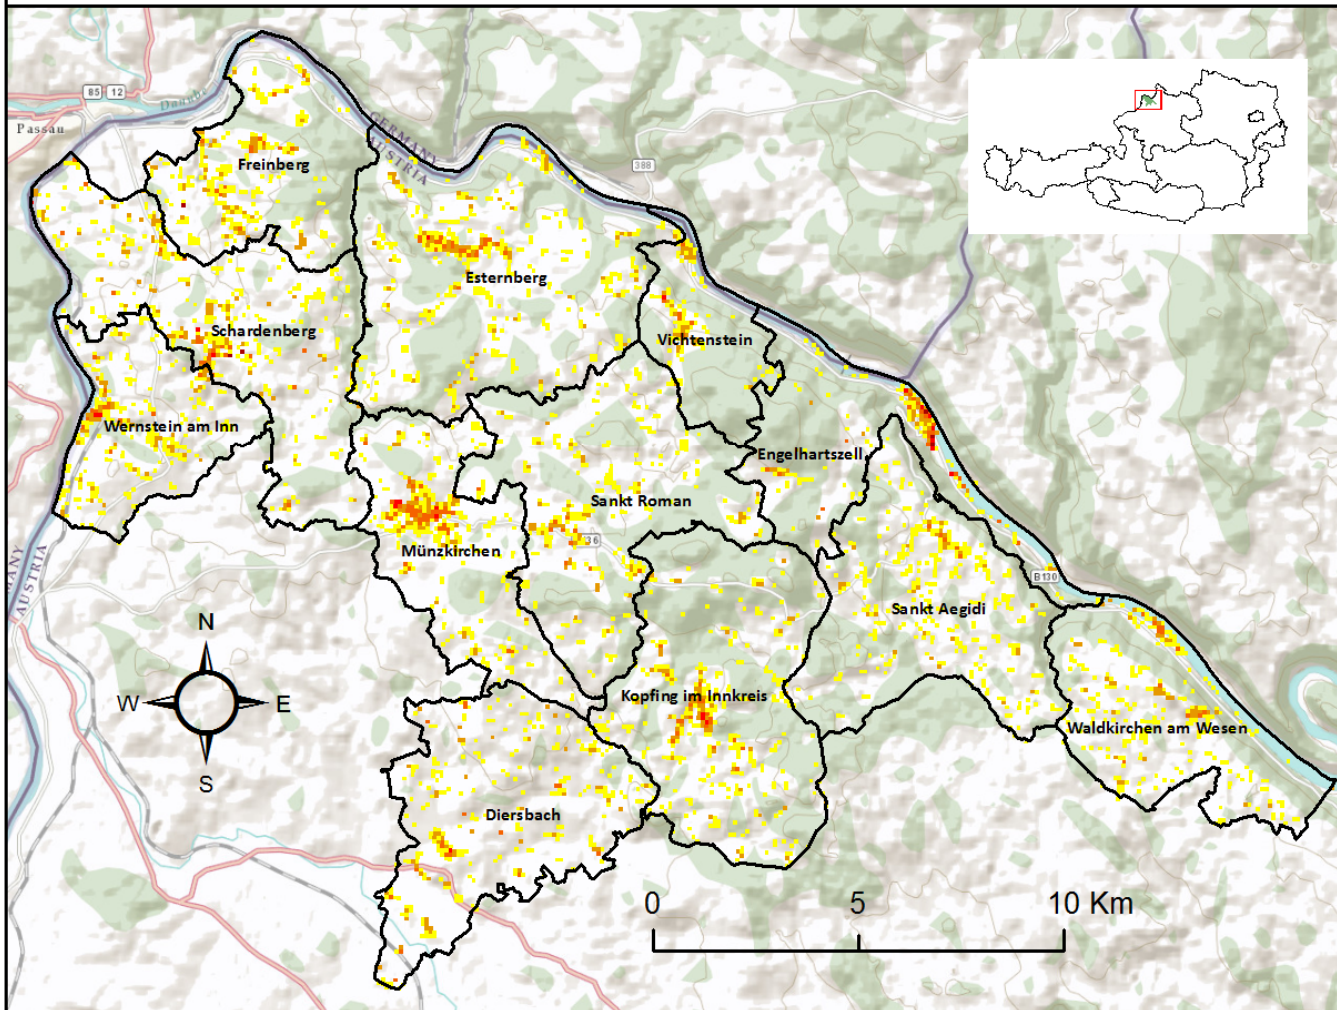 85 12
Danube
Passau
GERMANY
AUSTRIA
388
Freinberg
Esternberg
Schardenberg
Vichtenstein
Wernstein am Inn
Engelhartszell
Sankt Roman
36
Münzkirchen
MANY
AUSTRIA
B130
Sankt Aegidi
N
W
E
S
Kopfing im Innkreis
Waldkirchen am Wesen
Diersbach
0 5 10 Km